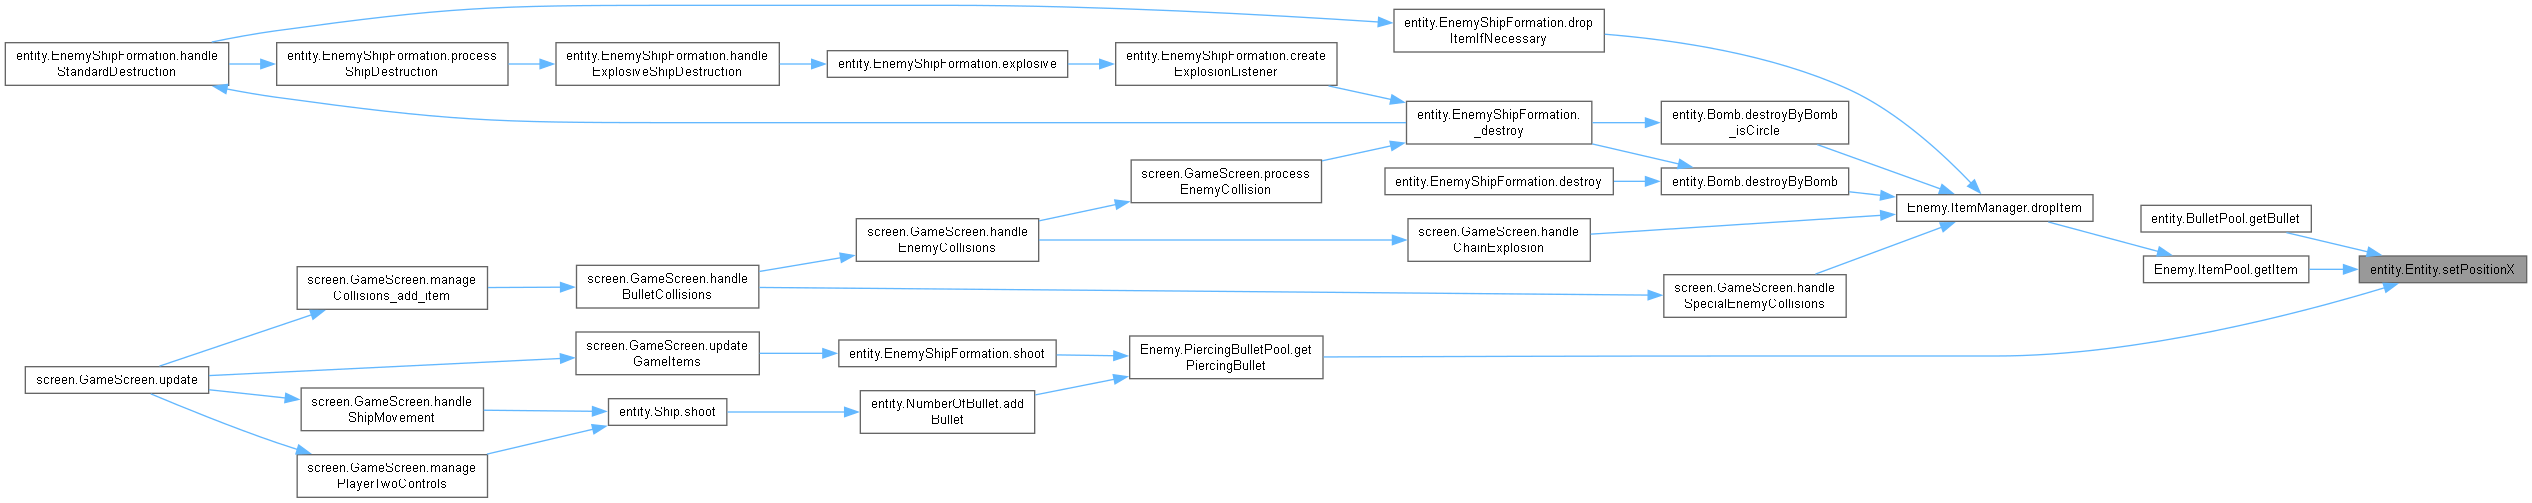 entity.EnemyShipFormation.drop
ItemIfNecessary
entity.EnemyShipFormation.handle
StandardDestruction
entity.EnemyShipFormation.process
ShipDestruction
entity.EnemyShipFormation.handle
ExplosiveShipDestruction
entity.EnemyShipFormation.explosive
entity.EnemyShipFormation.create
ExplosionListener
entity.EnemyShipFormation.
_destroy
entity.Bomb.destroyByBomb
_isCircle
screen.GameScreen.process
EnemyCollision
entity.EnemyShipFormation.destroy
entity.Bomb.destroyByBomb
Enemy.ItemManager.dropItem
entity.BulletPool.getBullet
screen.GameScreen.handle
EnemyCollisions
screen.GameScreen.handle
ChainExplosion
Enemy.ItemPool.getItem
entity.Entity.setPositionX
screen.GameScreen.manage
Collisions_add_item
screen.GameScreen.handle
BulletCollisions
screen.GameScreen.handle
SpecialEnemyCollisions
screen.GameScreen.update
GameItems
entity.EnemyShipFormation.shoot
Enemy.PiercingBulletPool.get
PiercingBullet
screen.GameScreen.update
screen.GameScreen.handle
ShipMovement
entity.Ship.shoot
entity.NumberOfBullet.add
Bullet
screen.GameScreen.manage
PlayerTwoControls